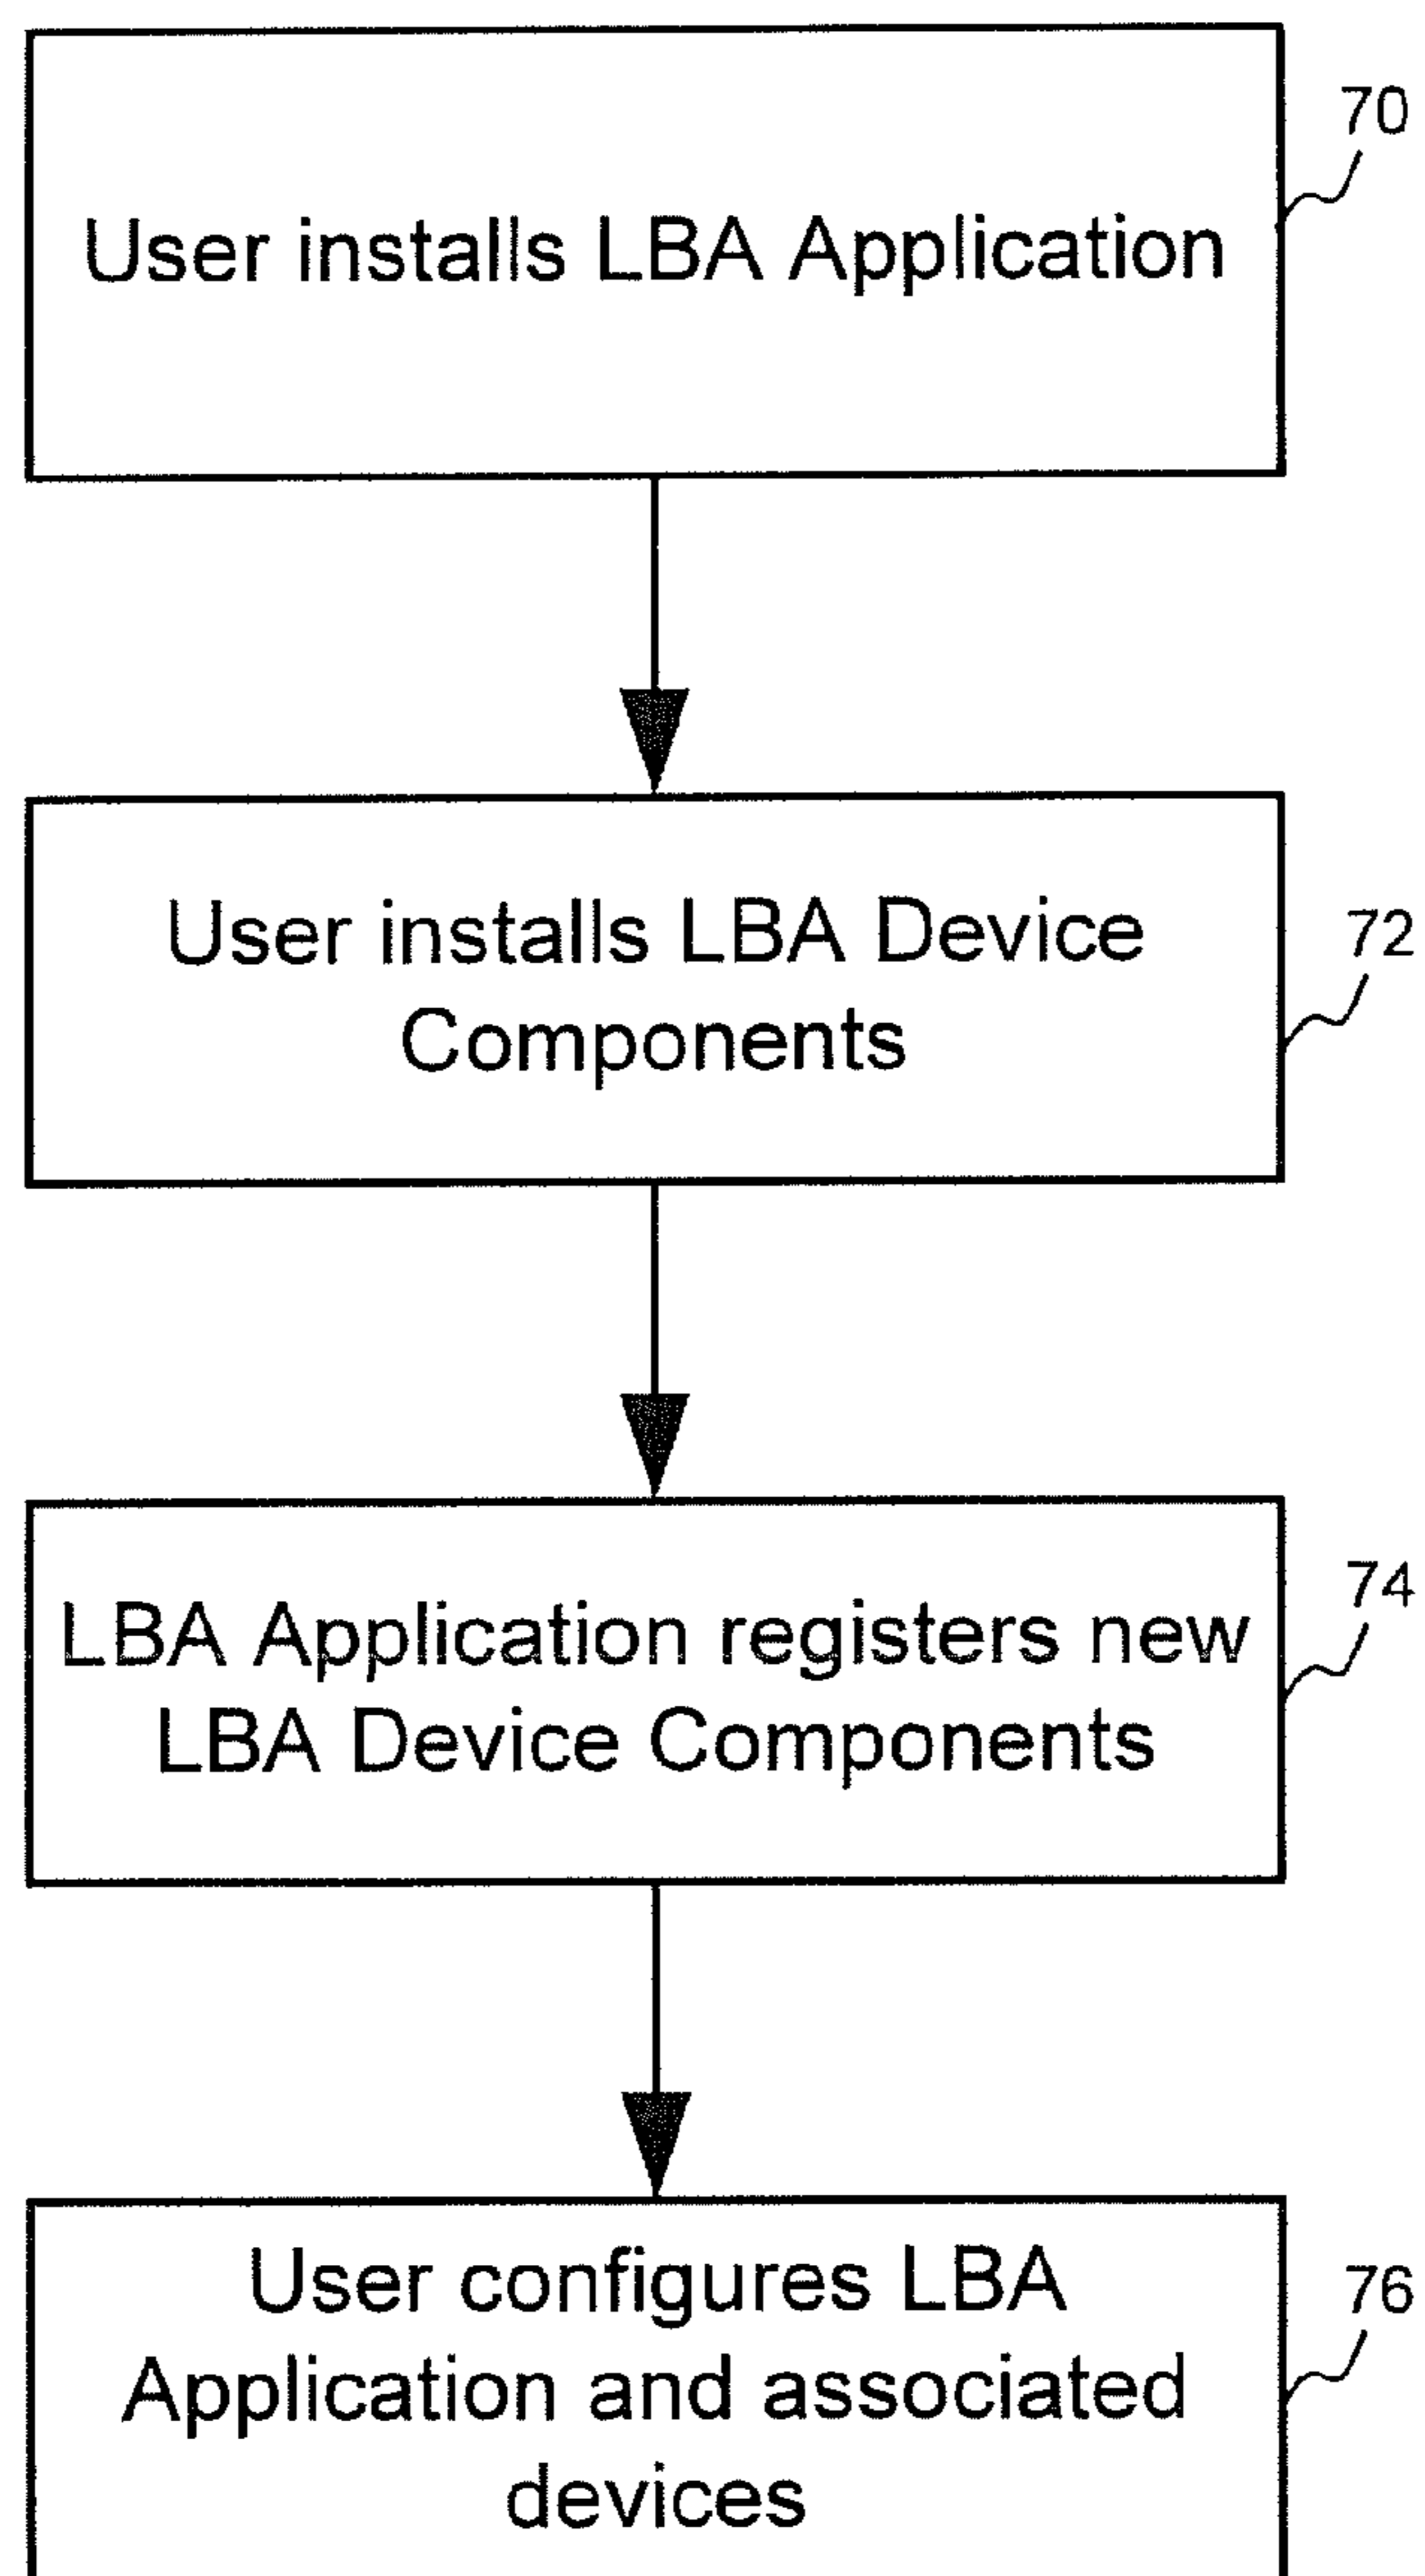 70
User installs LBA Application
User installs LBA Device
Components
72
LBA Application registers new
LBA Device Components
74
User configures LBA
Application and associated
devices
76